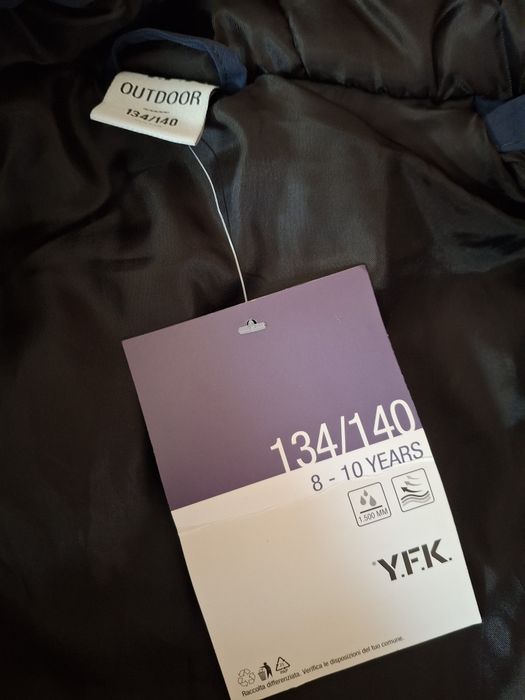 OUTDOOR
134/140
134/140
8 - 10 YEARS
1.500 MM
Y.F.K.
Raccolta differenziata. Verifica le disposizioni del tuo comune.